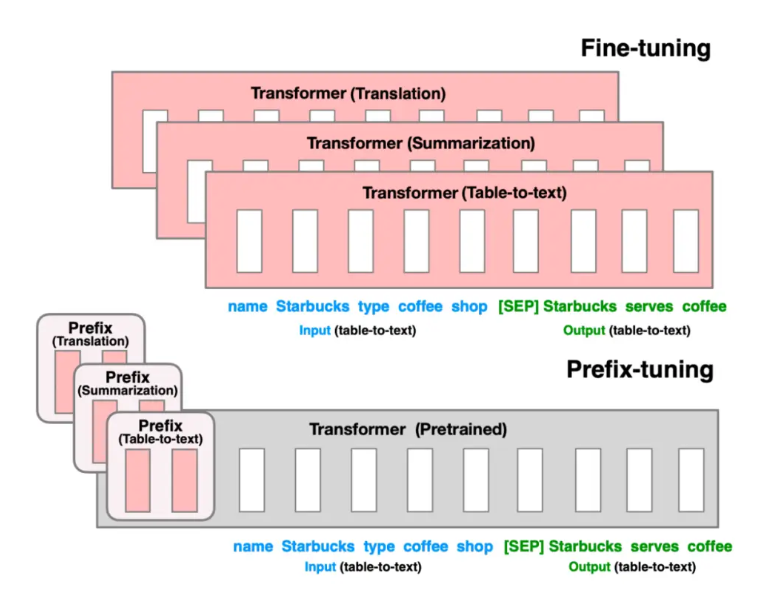 Fine-tuning
Transformer (Translation)
Transformer (Summarization)
Transformer (Table-to-text)
name Starbucks type coffee shop [SEP] Starbucks serves coffee
Input (table-to-text) Output (table-to-text)
Prefix-tuning
Prefix
(Translation)
Prefix
(Summarization)
Prefix
(Table-to-text)
Transformer (Pretrained)
name Starbucks type coffee shop [SEP] Starbucks serves coffee
Input (table-to-text) Output (table-to-text)